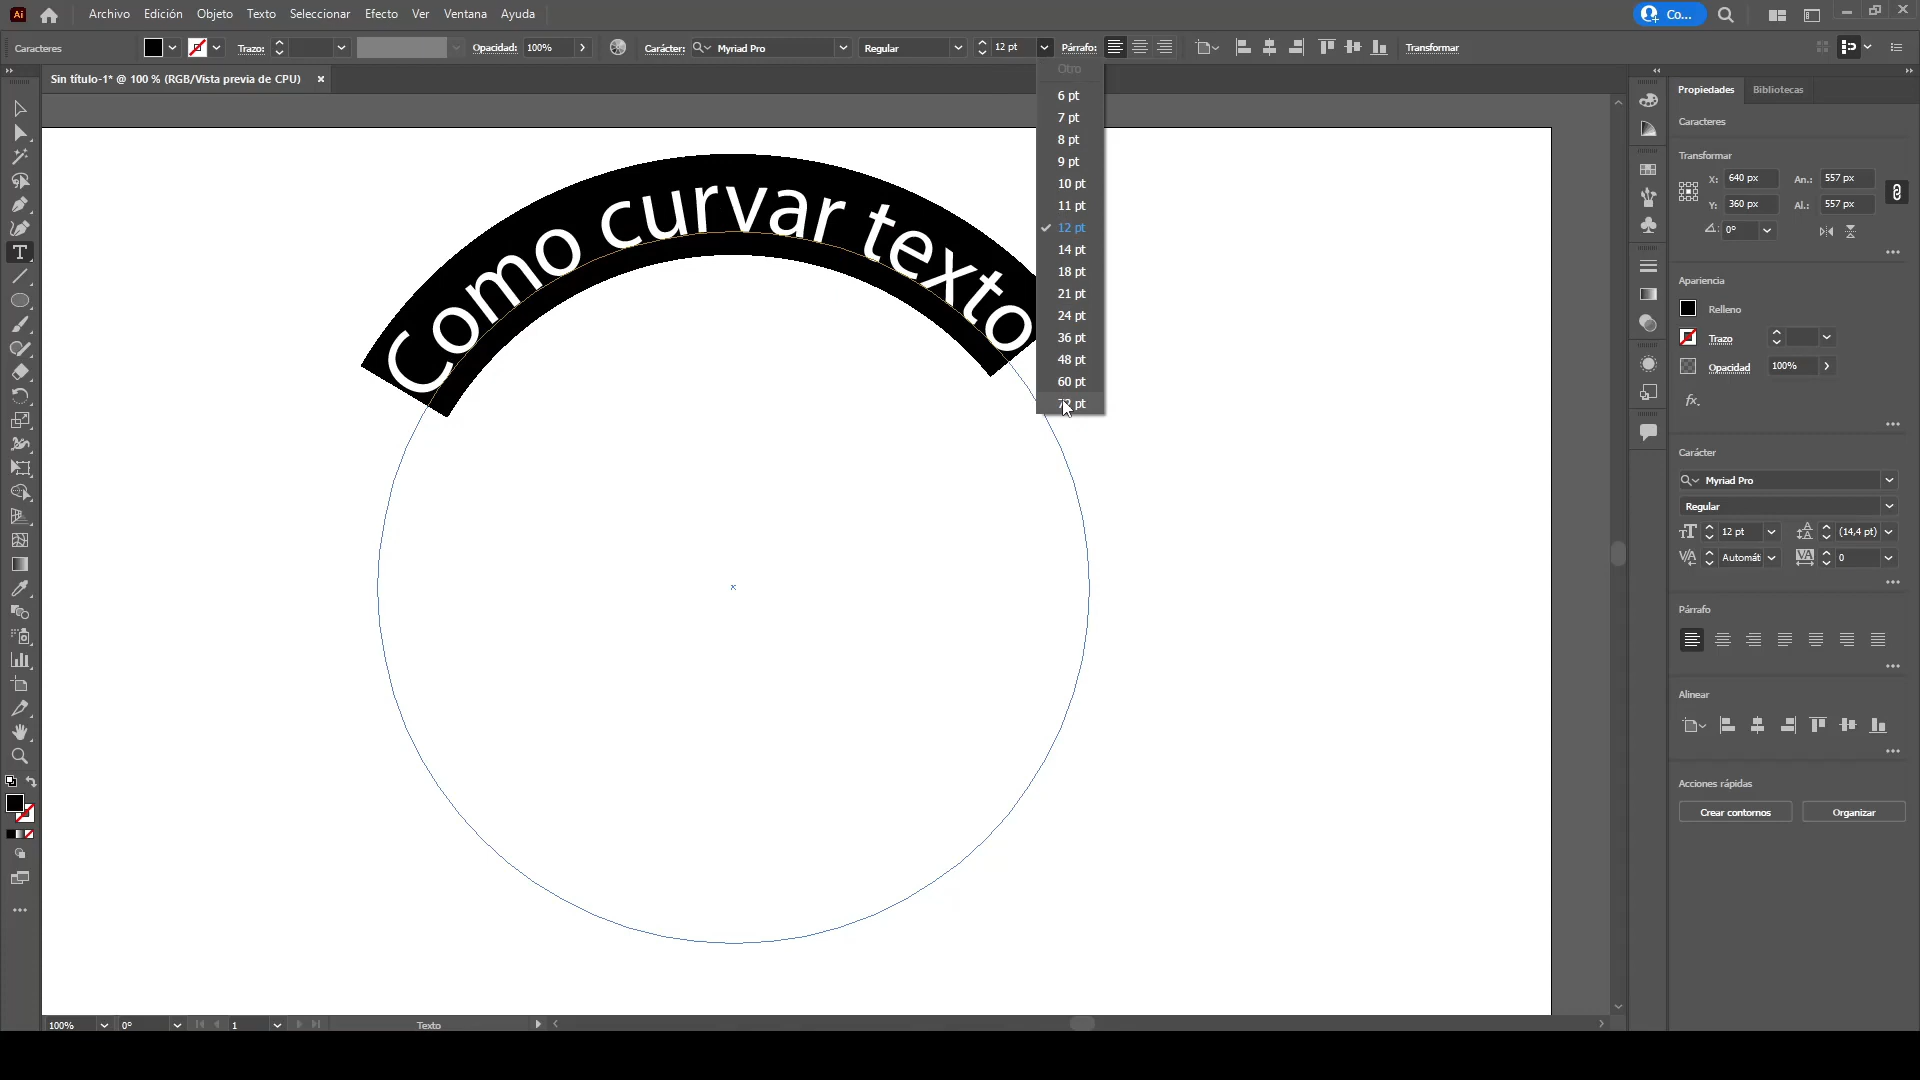 Ai Archivo Edición Objeto Texto Seleccionar Efecto Ver Ventana Ayuda Co...
Caracteres Trazo: Opacidad: 100% Carácter: Myriad Pro Regular 12 pt Párrafo: Transformar
Sin título-1* @ 100 % (RGB/Vista previa de CPU) ×
Otro
6 pt
7 pt
8 pt
9 pt
10 pt
11 pt
12 pt
14 pt
18 pt
21 pt
24 pt
36 pt
48 pt
60 pt
72 pt
Como curvar texto
Propiedades Bibliotecas
Caracteres
Transformar
X: 640 px An.: 557 px
Y: 360 px Al.: 557 px
0°
Apariencia
Relleno
Trazo
Opacidad 100%
fx.
Carácter
Myriad Pro
Regular
12 pt (14,4 pt)
Automáti 0
Párrafo
Alinear
Acciones rápidas
Crear contornos Organizar
100% 0° 1 Texto